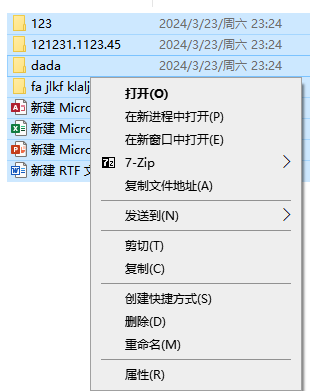 123 2024/3/23/周六 23:24
121231.1123.45 2024/3/23/周六 23:24
dada 2024/3/23/周六 23:24
fa jlkf klalj
新建 Micro
新建 Micro
新建 Micro
新建 RTF 文
打开(O)
在新进程中打开(P)
在新窗口中打开(E)
7-Zip
复制文件地址(A)
发送到(N)
剪切(T)
复制(C)
创建快捷方式(S)
删除(D)
重命名(M)
属性(R)